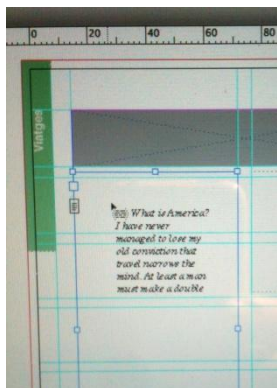 0 20 40 60 80
Viatges
What is America?
I have never
managed to lose my
old conviction that
travel narrows the
mind. At least a man
must make a double